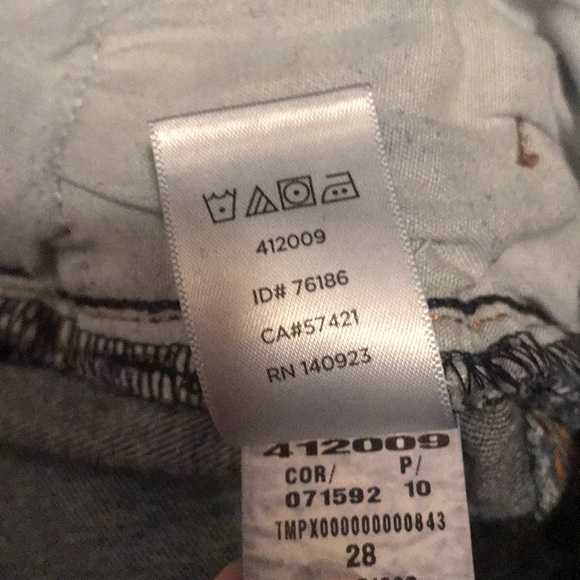 412009
ID# 76186
CA#57421
RN 140923
412009
COR/ P/
071592 10
TMPX000000000843
28